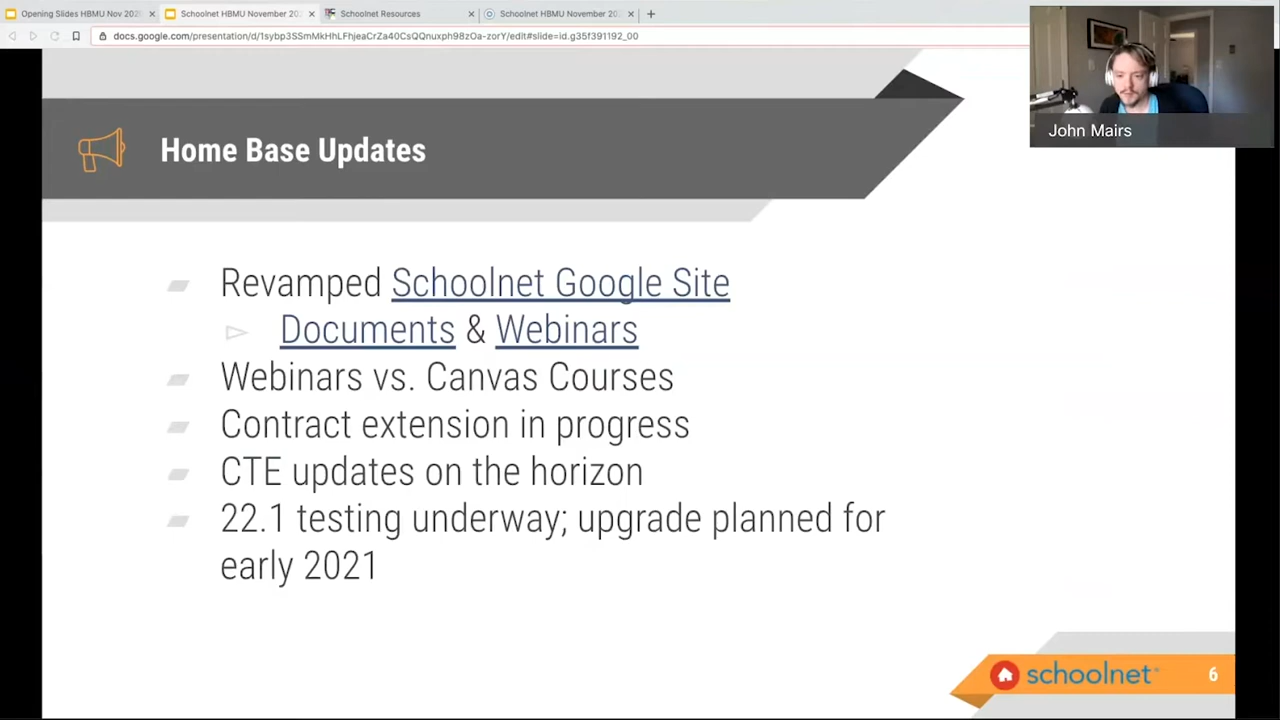 Opening Slides HBMU Nov 202
Schoolnet HBMU November 202
Schoolnet Resources
Schoolnet HBMU November 202
docs.google.com/presentation/d/1sybp3SSmMkHhLFhjeaCrZa40CsQQnuxph98zOa-zorY/edit#slide=id.g35f391192_00
John Mairs
Home Base Updates
Revamped Schoolnet Google Site
Documents & Webinars
Webinars vs. Canvas Courses
Contract extension in progress
CTE updates on the horizon
22.1 testing underway; upgrade planned for
early 2021
schoolnet
6